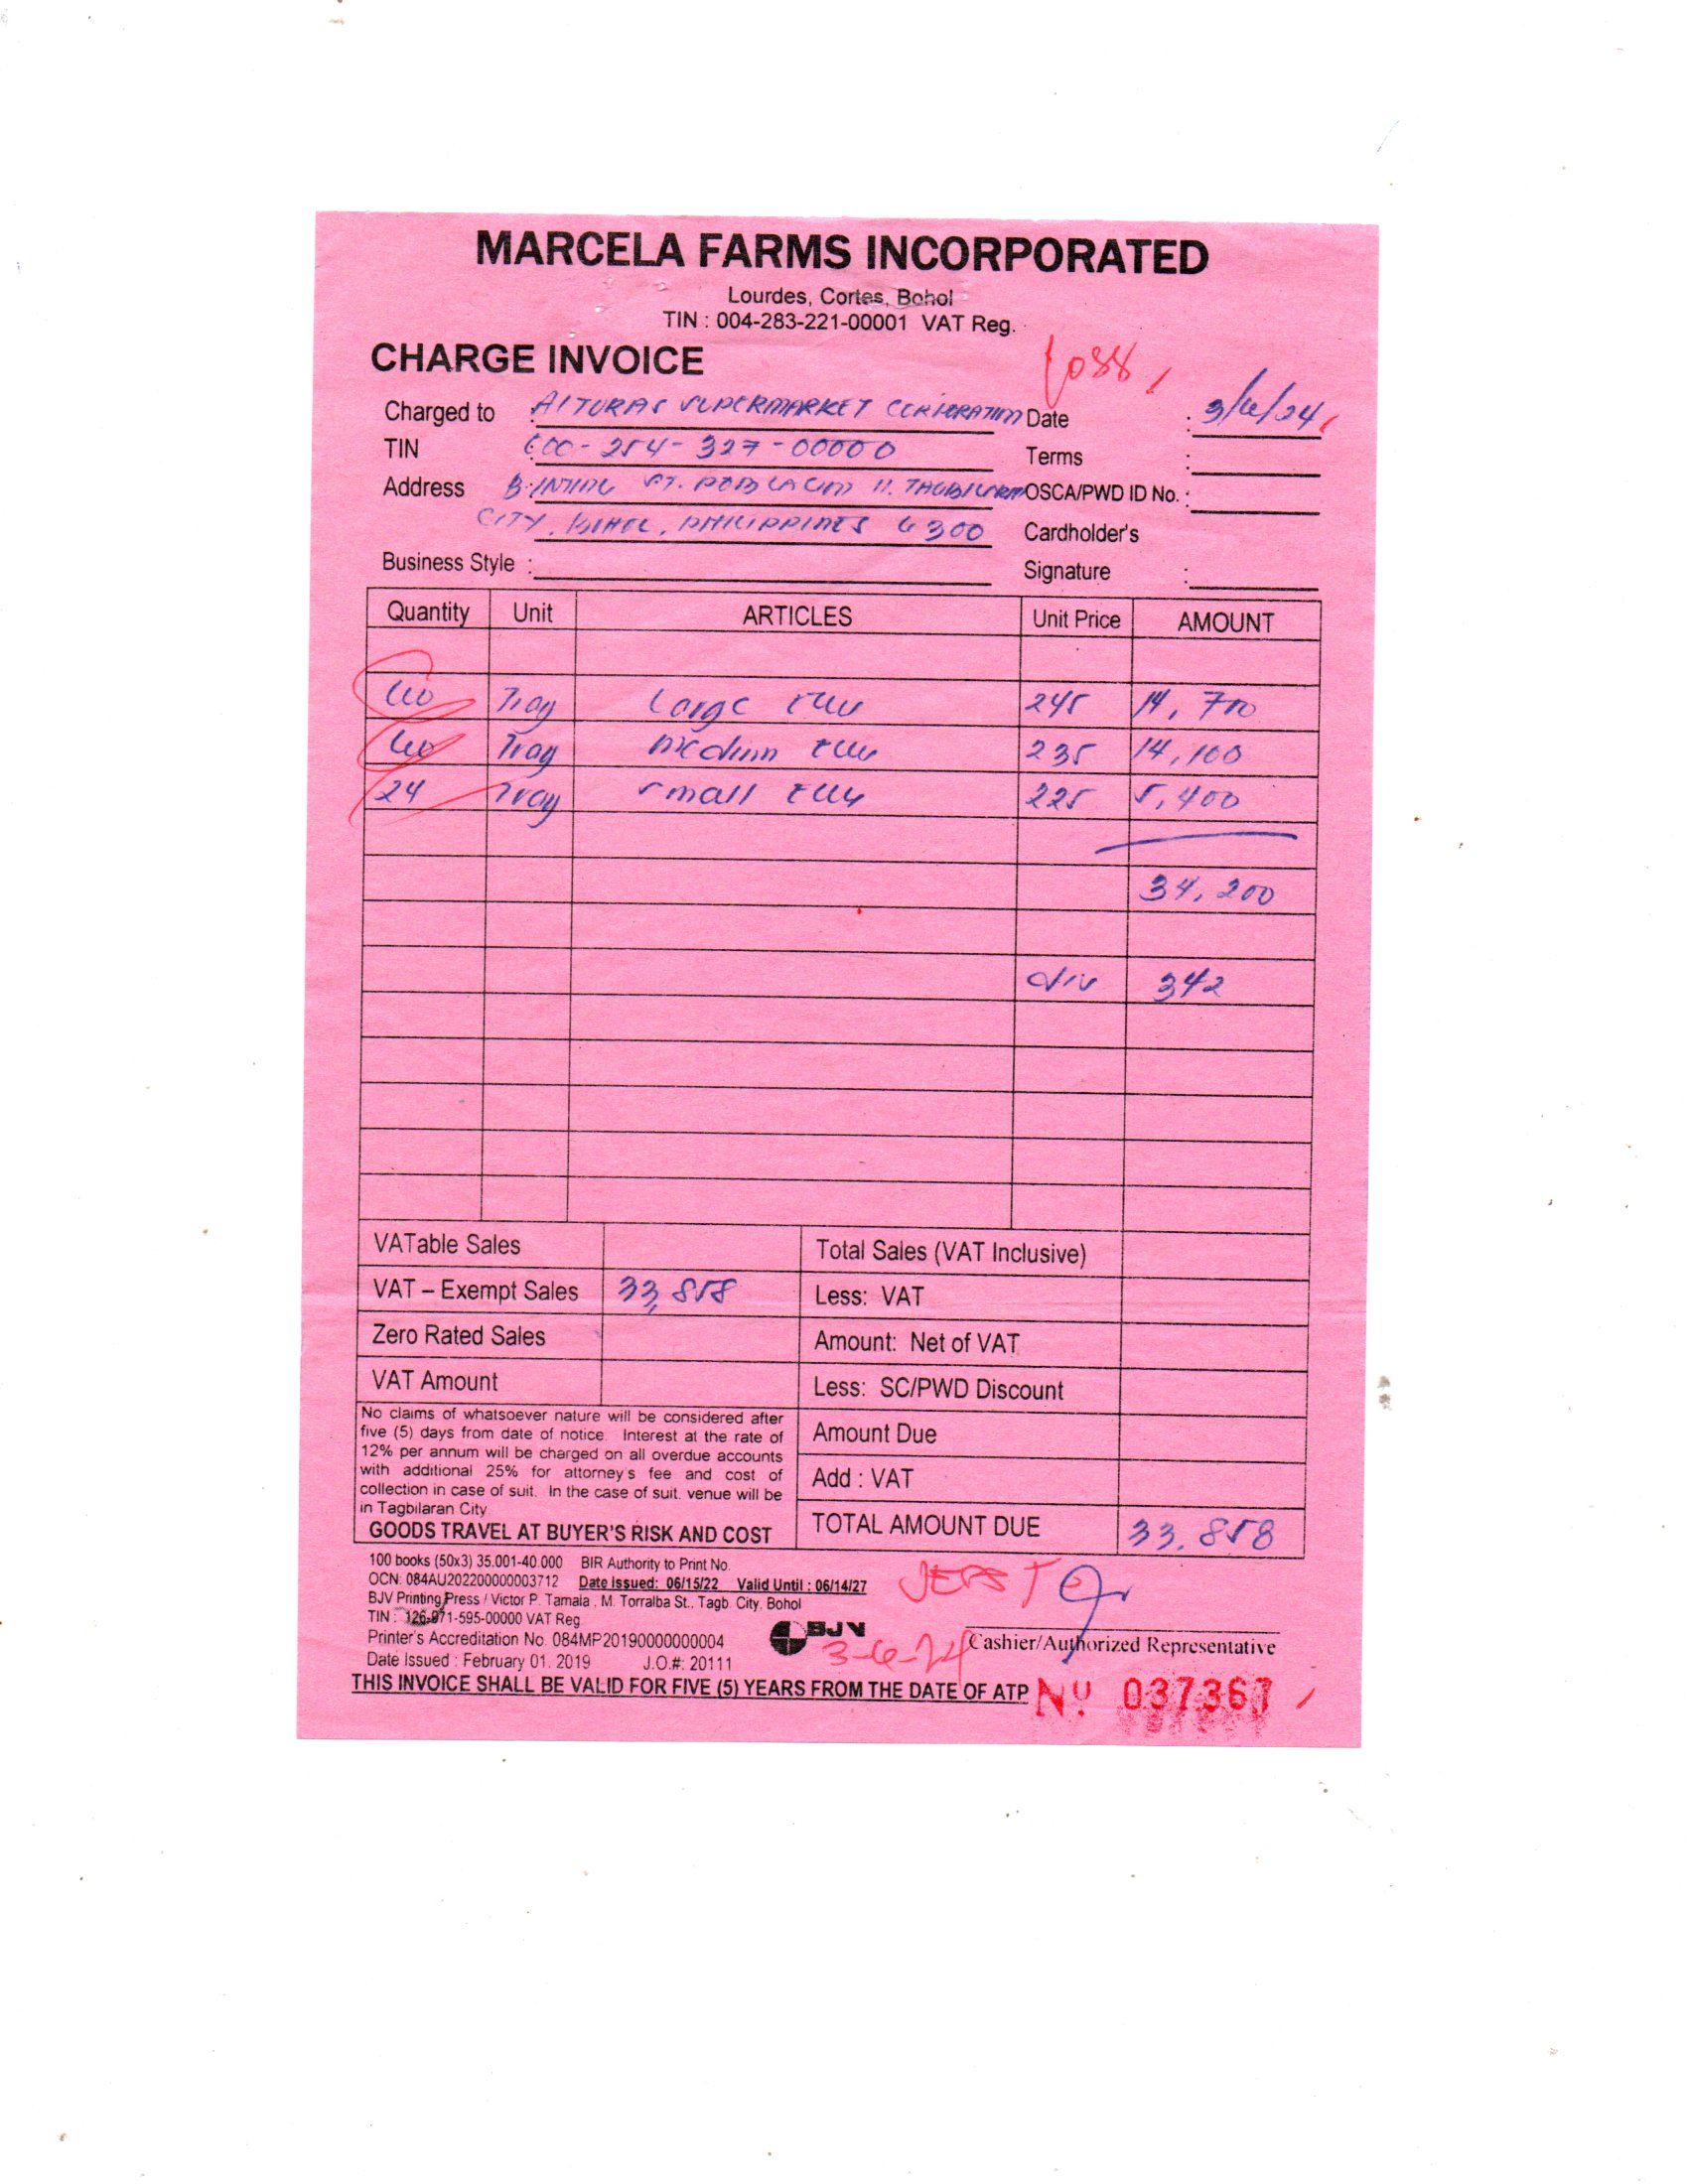 MARCELA FARMS INCORPORATED
Lourdes, Cortes, Bohol
TIN : 004-283-221-00001 VAT Reg.
CHARGE INVOICE
1088
Charged to : ALTURAS SUPERMARKET CORPORATION Date : 3/6/24
TIN : 000-254-327-00000 Terms :
Address : B. INTING ST. POBLACION II. TAGBILARAN OSCA/PWD ID No. :
CITY, BOHOL, PHILIPPINES 6300 Cardholder's
Business Style : Signature :
Quantity Unit ARTICLES Unit Price AMOUNT
60 Tray Large egg 245 14,700
60 Tray medium egg 235 14,100
24 Tray small egg 225 5,400
34,200
dis 342
VATable Sales Total Sales (VAT Inclusive)
VAT – Exempt Sales 33,858 Less: VAT
Zero Rated Sales Amount: Net of VAT
VAT Amount Less: SC/PWD Discount
No claims of whatsoever nature will be considered after
five (5) days from date of notice. Interest at the rate of
12% per annum will be charged on all overdue accounts
with additional 25% for attorney's fee and cost of
collection in case of suit. In the case of suit, venue will be
in Tagbilaran City.
GOODS TRAVEL AT BUYER'S RISK AND COST
Amount Due
Add : VAT
TOTAL AMOUNT DUE 33,858
100 books (50x3) 35.001-40.000 BIR Authority to Print No.
OCN: 084AU202200000003712 Date Issued: 06/15/22 Valid Until : 06/14/27
BJV Printing Press / Victor P. Tamala , M. Torralba St., Tagb. City, Bohol
TIN : 126-971-595-00000 VAT Reg
Printer's Accreditation No. 084MP20190000000004
Date Issued : February 01, 2019 J.O.#: 20111
BJV
3-6-24
Cashier/Authorized Representative
THIS INVOICE SHALL BE VALID FOR FIVE (5) YEARS FROM THE DATE OF ATP
Nº 037367